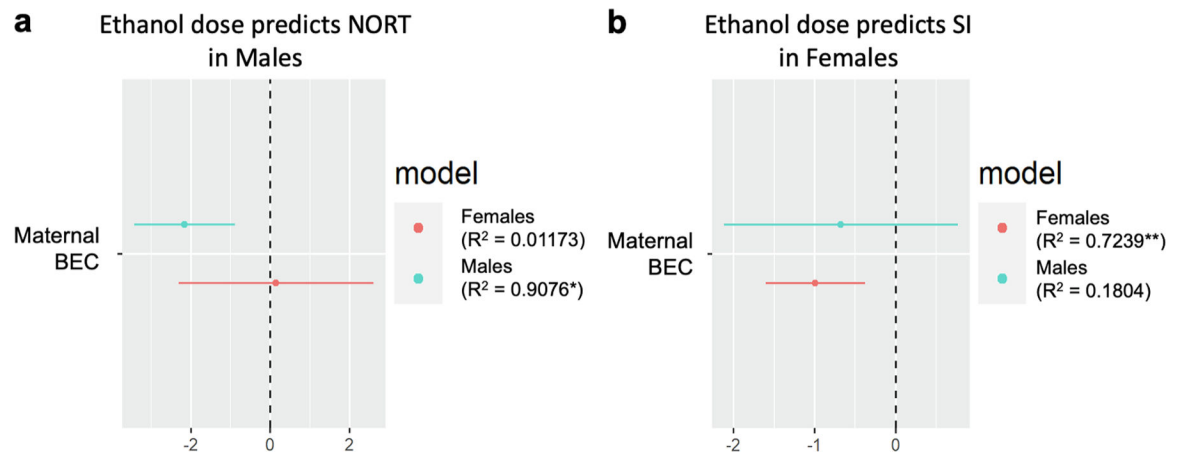 a
Ethanol dose predicts NORT
in Males
Maternal
BEC
-2
0
2
model
Females
(R² = 0.01173)
Males
(R² = 0.9076*)
b
Ethanol dose predicts SI
in Females
Maternal
BEC
-2
-1
0
model
Females
(R² = 0.7239**)
Males
(R² = 0.1804)